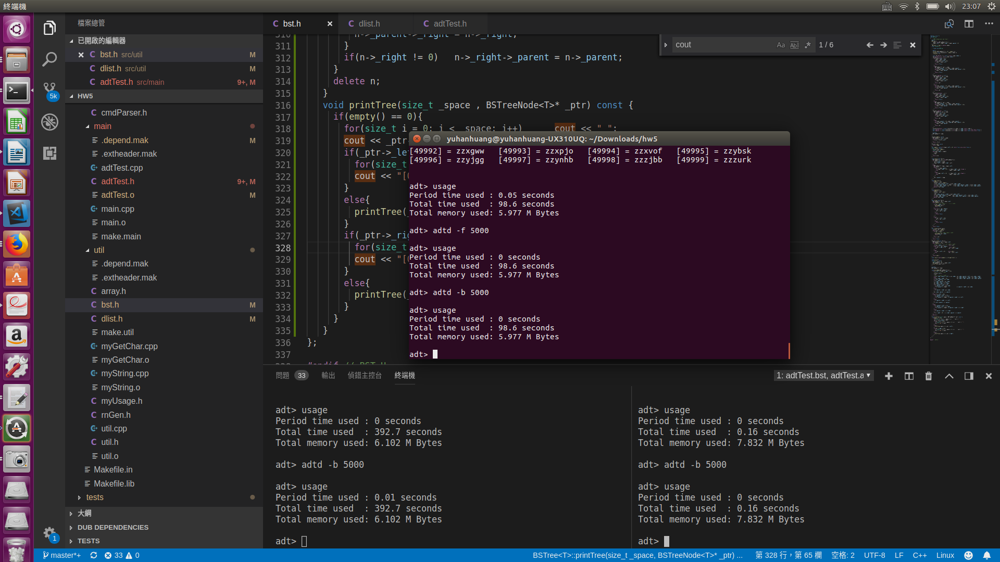 終端機
23:07
檔案總管
已開啟的編輯器
bst.h src/util M
dlist.h src/util M
adtTest.h src/main 9+, M
HW5
cmdParser.h
main
.depend.mak M
.extheader.mak
adtTest.cpp
adtTest.h 9+, M
adtTest.o M
main.cpp
main.o
make.main
util
.depend.mak
.extheader.mak
array.h
bst.h M
dlist.h M
make.util
myGetChar.cpp
myGetChar.o
myString.cpp
myString.o
myUsage.h
rnGen.h
util.cpp
util.h
util.o
Makefile.in
Makefile.lib
tests
大綱
DUB DEPENDENCIES
TESTS
5k
1
bst.h
dlist.h
adtTest.h
cout
Aa Abl .*
1 / 6
310 n->_parent->_right = n->_right;
311 }
312 if(n->_right != 0) n->_right->_parent = n->_parent;
313 }
314 delete n;
315 }
316 void printTree(size_t _space , BSTreeNode<T>* _ptr) const {
317 if(empty() == 0){
318 for(size_t i = 0; i < _space; i++) cout << " ";
319 cout << _ptr
320 if(_ptr->_le
321 for(size_t
322 cout << "[
323 }
324 else{
325 printTree(
326 }
327 if(_ptr->_ri
328 for(size_t
329 cout << "[
330 }
331 else{
332 printTree(
333 }
334 }
335 }
336 };
337
#endif // BST_H
yuhanhuang@yuhanhuang-UX310UQ: ~/Downloads/hw5
[49992] = zzxgww [49993] = zzxpjo [49994] = zzxvof [49995] = zzybsk
[49996] = zzyjgg [49997] = zzynhb [49998] = zzzjbb [49999] = zzzurk
adt> usage
Period time used : 0.05 seconds
Total time used : 98.6 seconds
Total memory used: 5.977 M Bytes
adt> adtd -f 5000
adt> usage
Period time used : 0 seconds
Total time used : 98.6 seconds
Total memory used: 5.977 M Bytes
adt> adtd -b 5000
adt> usage
Period time used : 0 seconds
Total time used : 98.6 seconds
Total memory used: 5.977 M Bytes
adt>
問題 33 輸出 偵錯主控台 終端機
1: adtTest.bst, adtTest.a
adt> usage
Period time used : 0 seconds
Total time used : 392.7 seconds
Total memory used: 6.102 M Bytes
adt> adtd -b 5000
adt> usage
Period time used : 0.01 seconds
Total time used : 392.7 seconds
Total memory used: 6.102 M Bytes
adt>
adt> usage
Period time used : 0 seconds
Total time used : 0.16 seconds
Total memory used: 7.832 M Bytes
adt> adtd -b 5000
adt> usage
Period time used : 0 seconds
Total time used : 0.16 seconds
Total memory used: 7.832 M Bytes
adt>
master*+ 33 0 BSTree<T>::printTree(size_t _space, BSTreeNode<T>* _ptr) ... 第 328 行，第 65 欄 空格: 2 UTF-8 LF C++ Linux